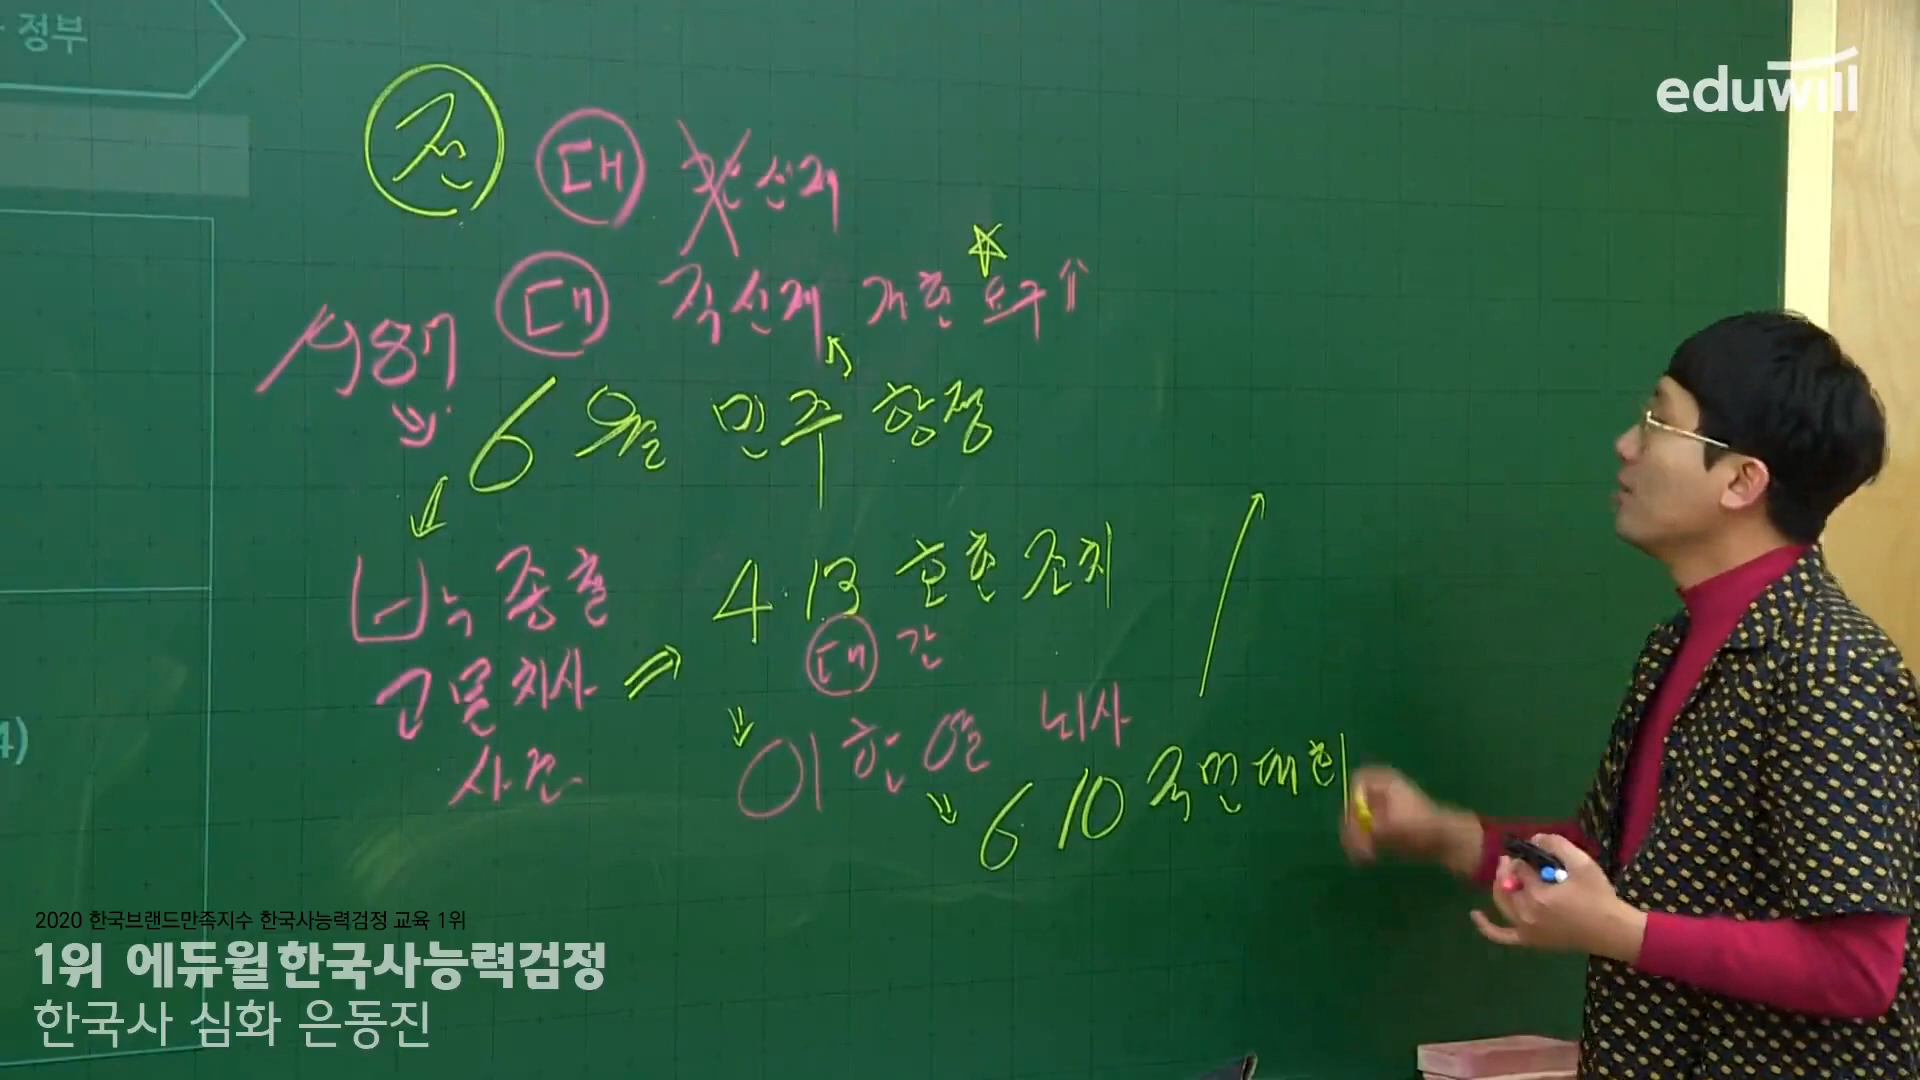 정부
eduwill
전 대 간선제
대 직선제 개헌 요구 ⇑
1987
6월 민주 항쟁
박종철 4.13 호헌 조치
고문치사 대 간
사건 이한열 뇌사
6 10 국민대회
4)
2020 한국브랜드만족지수 한국사능력검정 교육 1위
1위 에듀윌 한국사능력검정
한국사 심화 은동진